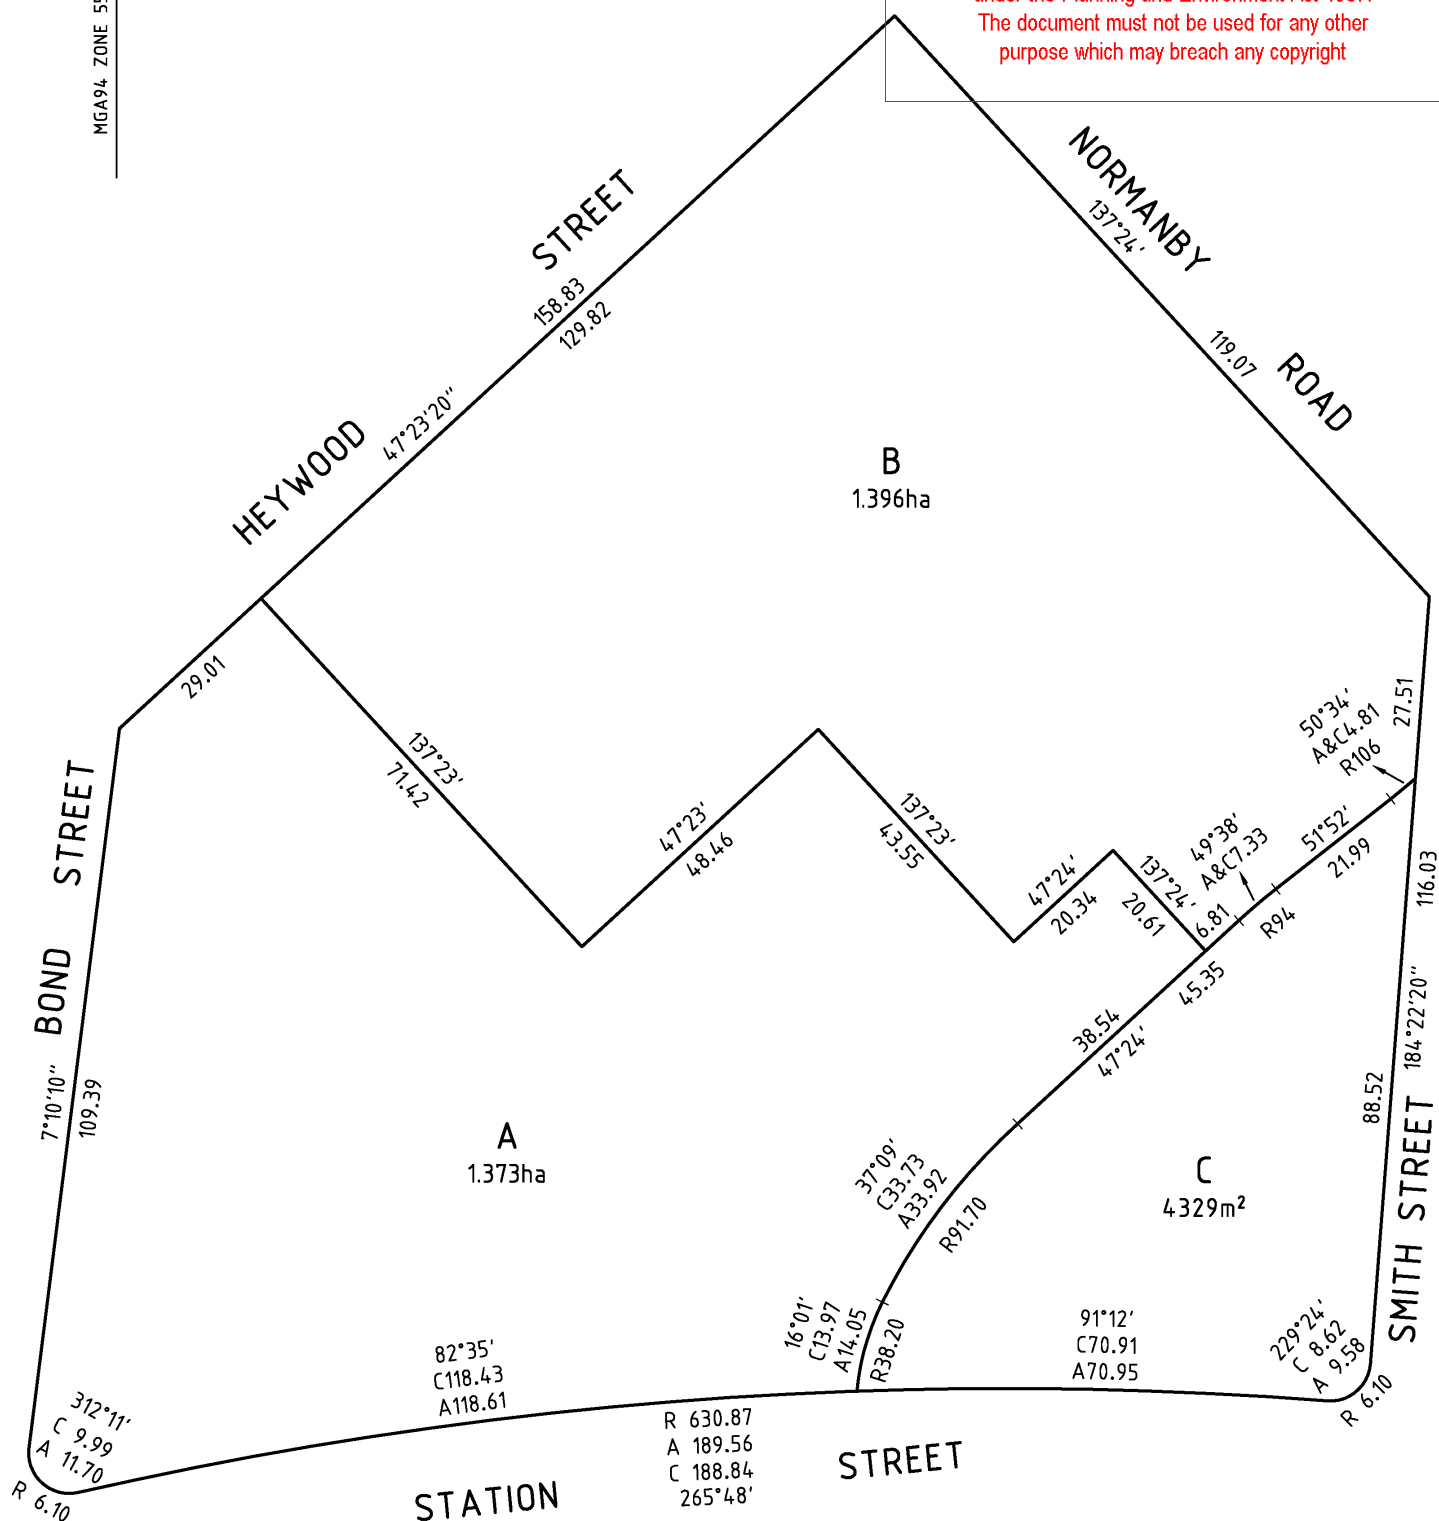 MGA94 ZONE
The document must not be used for any other
purpose which may breach any copyright
NORMANBY
137°24'
119.07
ROAD
STREET
158.83
129.82
47°23'20"
HEYWOOD
B
1.396ha
29.01
137°23'
71.42
47°23'
48.46
137°23'
43.55
47°24'
20.34
137°24'
20.61
6.81
49°38'
A&C7.33
R94
51°52'
21.99
50°34'
A&C4.81
R106
27.51
116.03
184°22'20"
88.52
SMITH STREET
BOND STREET
7°10'10"
109.39
A
1.373ha
38.54
45.35
47°24'
37°09'
C33.73
A33.92
R91.70
C
4329m²
16°01'
C13.97
A14.05
R38.20
91°12'
C70.91
A70.95
229°24'
C 8.62
A 9.58
R 6.10
82°35'
C118.43
A118.61
312°11'
C 9.99
A 11.70
R 6.10
R 630.87
A 189.56
C 188.84
265°48'
STATION STREET